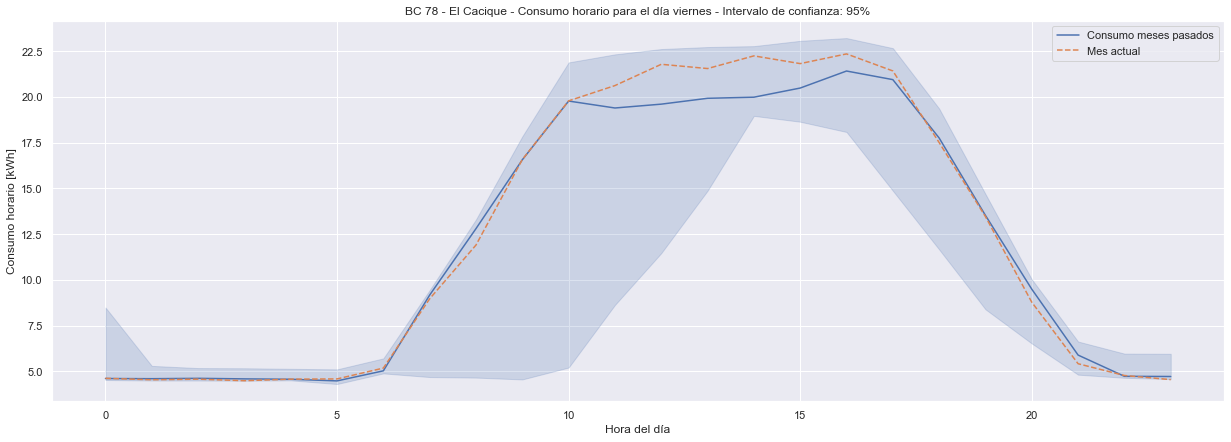 BC 78 - El Cacique - Consumo horario para el día viernes - Intervalo de confianza: 95%
Consumo meses pasados
Mes actual
Consumo horario [kWh]
22.5
20.0
17.5
15.0
12.5
10.0
7.5
5.0
0
5
10
15
20
Hora del día